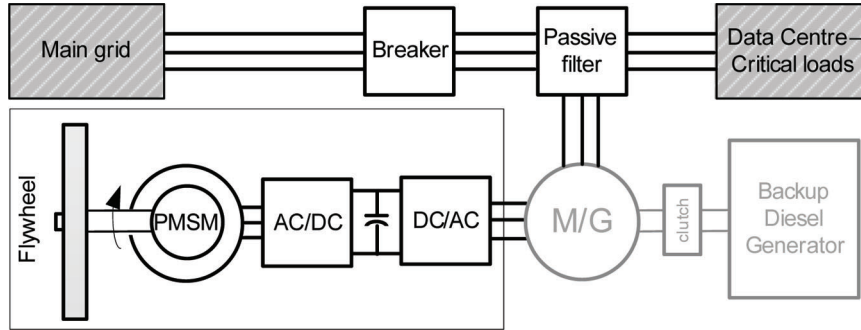 Main grid
Breaker
Passive
filter
Data Centre–
Critical loads
Flywheel
PMSM
AC/DC
DC/AC
M/G
clutch
Backup
Diesel
Generator